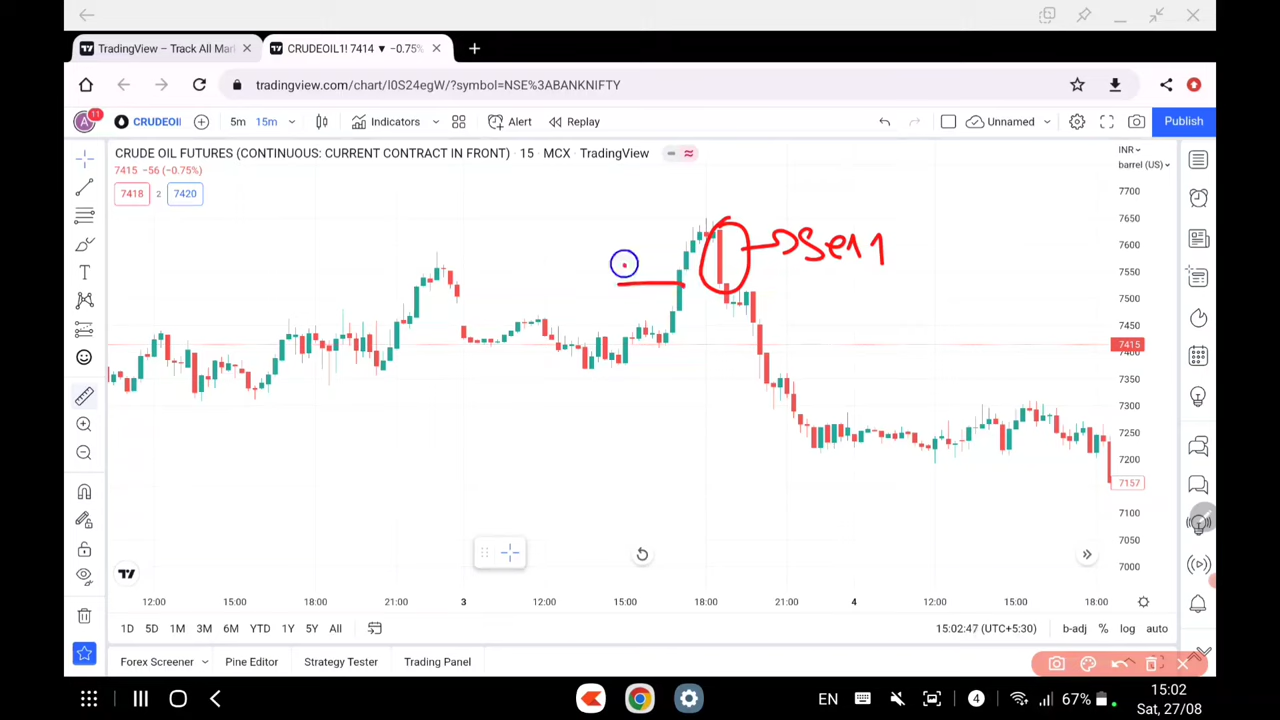 TradingView – Track All Mar
CRUDEOIL1! 7414 ▼ −0.75%
tradingview.com/chart/I0S24egW/?symbol=NSE%3ABANKNIFTY
A 11
CRUDEOI
5m 15m
Indicators
Alert
Replay
Unnamed
Publish
CRUDE OIL FUTURES (CONTINUOUS: CURRENT CONTRACT IN FRONT) · 15 · MCX · TradingView
7415 −56 (−0.75%)
7418 2 7420
INR
barrel (US)
7700
7650
7600
7550
7500
7450
7415
7400
7350
7300
7250
7200
7157
7100
7050
7000
Sell
12:00 15:00 18:00 21:00 3 12:00 15:00 18:00 21:00 4 12:00 15:00 18:00
1D 5D 1M 3M 6M YTD 1Y 5Y All
15:02:47 (UTC+5:30)
b-adj % log auto
Forex Screener Pine Editor Strategy Tester Trading Panel
EN 4 67% 15:02
Sat, 27/08